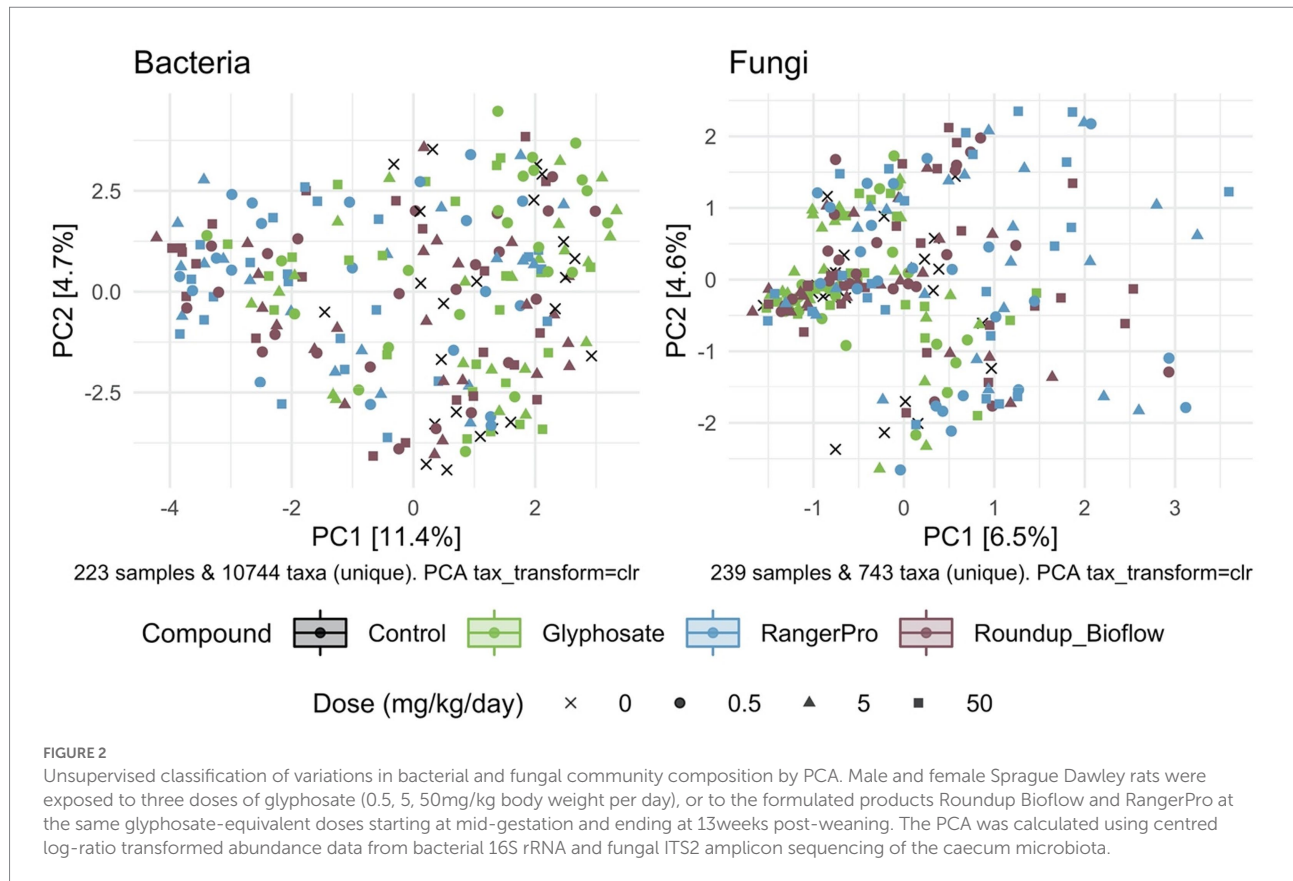 Bacteria
Fungi
2.5
0.0
-2.5
PC2 [4.7%]
-4
-2
0
2
PC1 [11.4%]
223 samples & 10744 taxa (unique). PCA tax_transform=clr
2
1
0
-1
-2
PC2 [4.6%]
-1
0
1
2
3
PC1 [6.5%]
239 samples & 743 taxa (unique). PCA tax_transform=clr
Compound Control Glyphosate RangerPro Roundup_Bioflow
Dose (mg/kg/day) 0 0.5 5 50
FIGURE 2
Unsupervised classification of variations in bacterial and fungal community composition by PCA. Male and female Sprague Dawley rats were
exposed to three doses of glyphosate (0.5, 5, 50mg/kg body weight per day), or to the formulated products Roundup Bioflow and RangerPro at
the same glyphosate-equivalent doses starting at mid-gestation and ending at 13weeks post-weaning. The PCA was calculated using centred
log-ratio transformed abundance data from bacterial 16S rRNA and fungal ITS2 amplicon sequencing of the caecum microbiota.